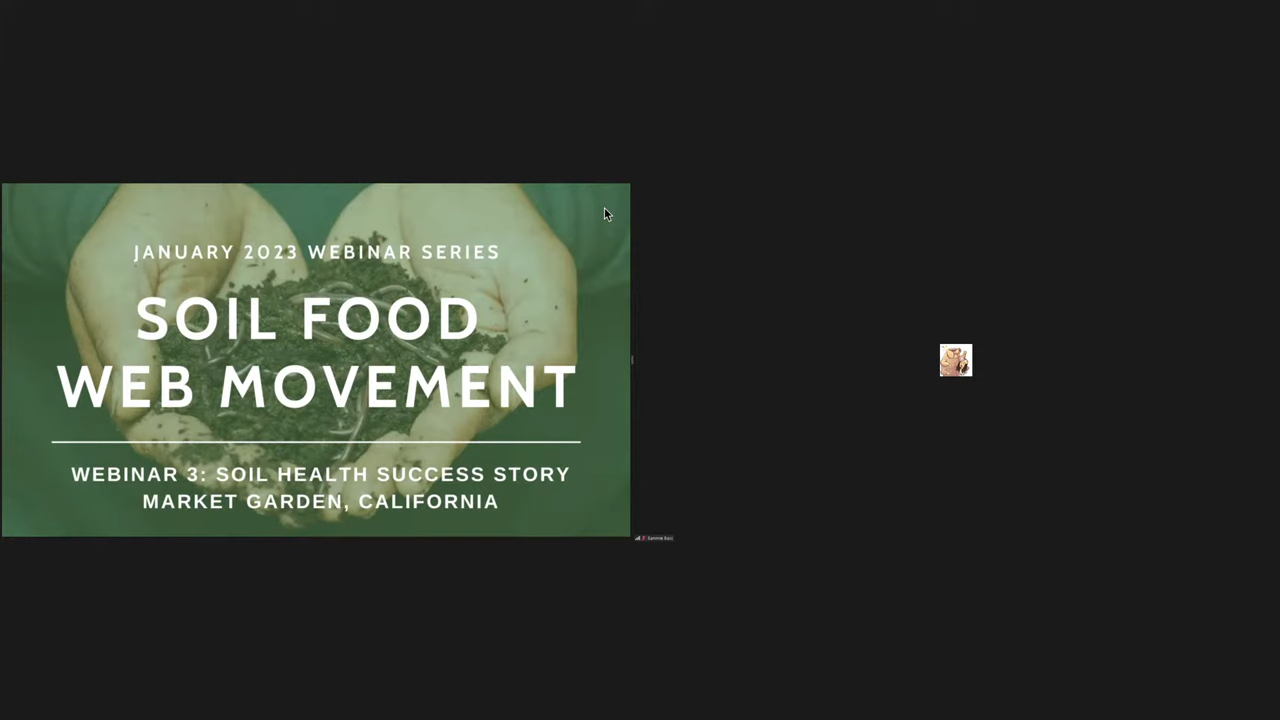 JANUARY 2023 WEBINAR SERIES
SOIL FOOD
WEB MOVEMENT
WEBINAR 3: SOIL HEALTH SUCCESS STORY
MARKET GARDEN, CALIFORNIA